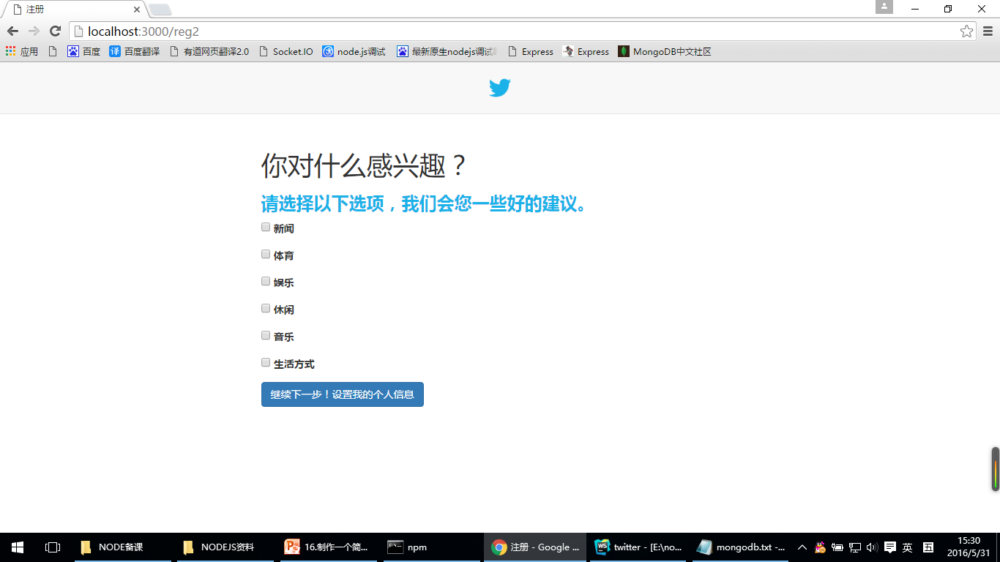 注册
localhost:3000/reg2
应用 百度 百度翻译 有道网页翻译2.0 Socket.IO node.js调试 最新原生nodejs调试 Express Express MongoDB中文社区
你对什么感兴趣？
请选择以下选项，我们会您一些好的建议。
新闻
体育
娱乐
休闲
音乐
生活方式
继续下一步！设置我的个人信息
NODE备课 NODEJS资料 16.制作一个简... npm 注册 - Google ... twitter - [E:\no... mongodb.txt -... 英 五 15:30
2016/5/31